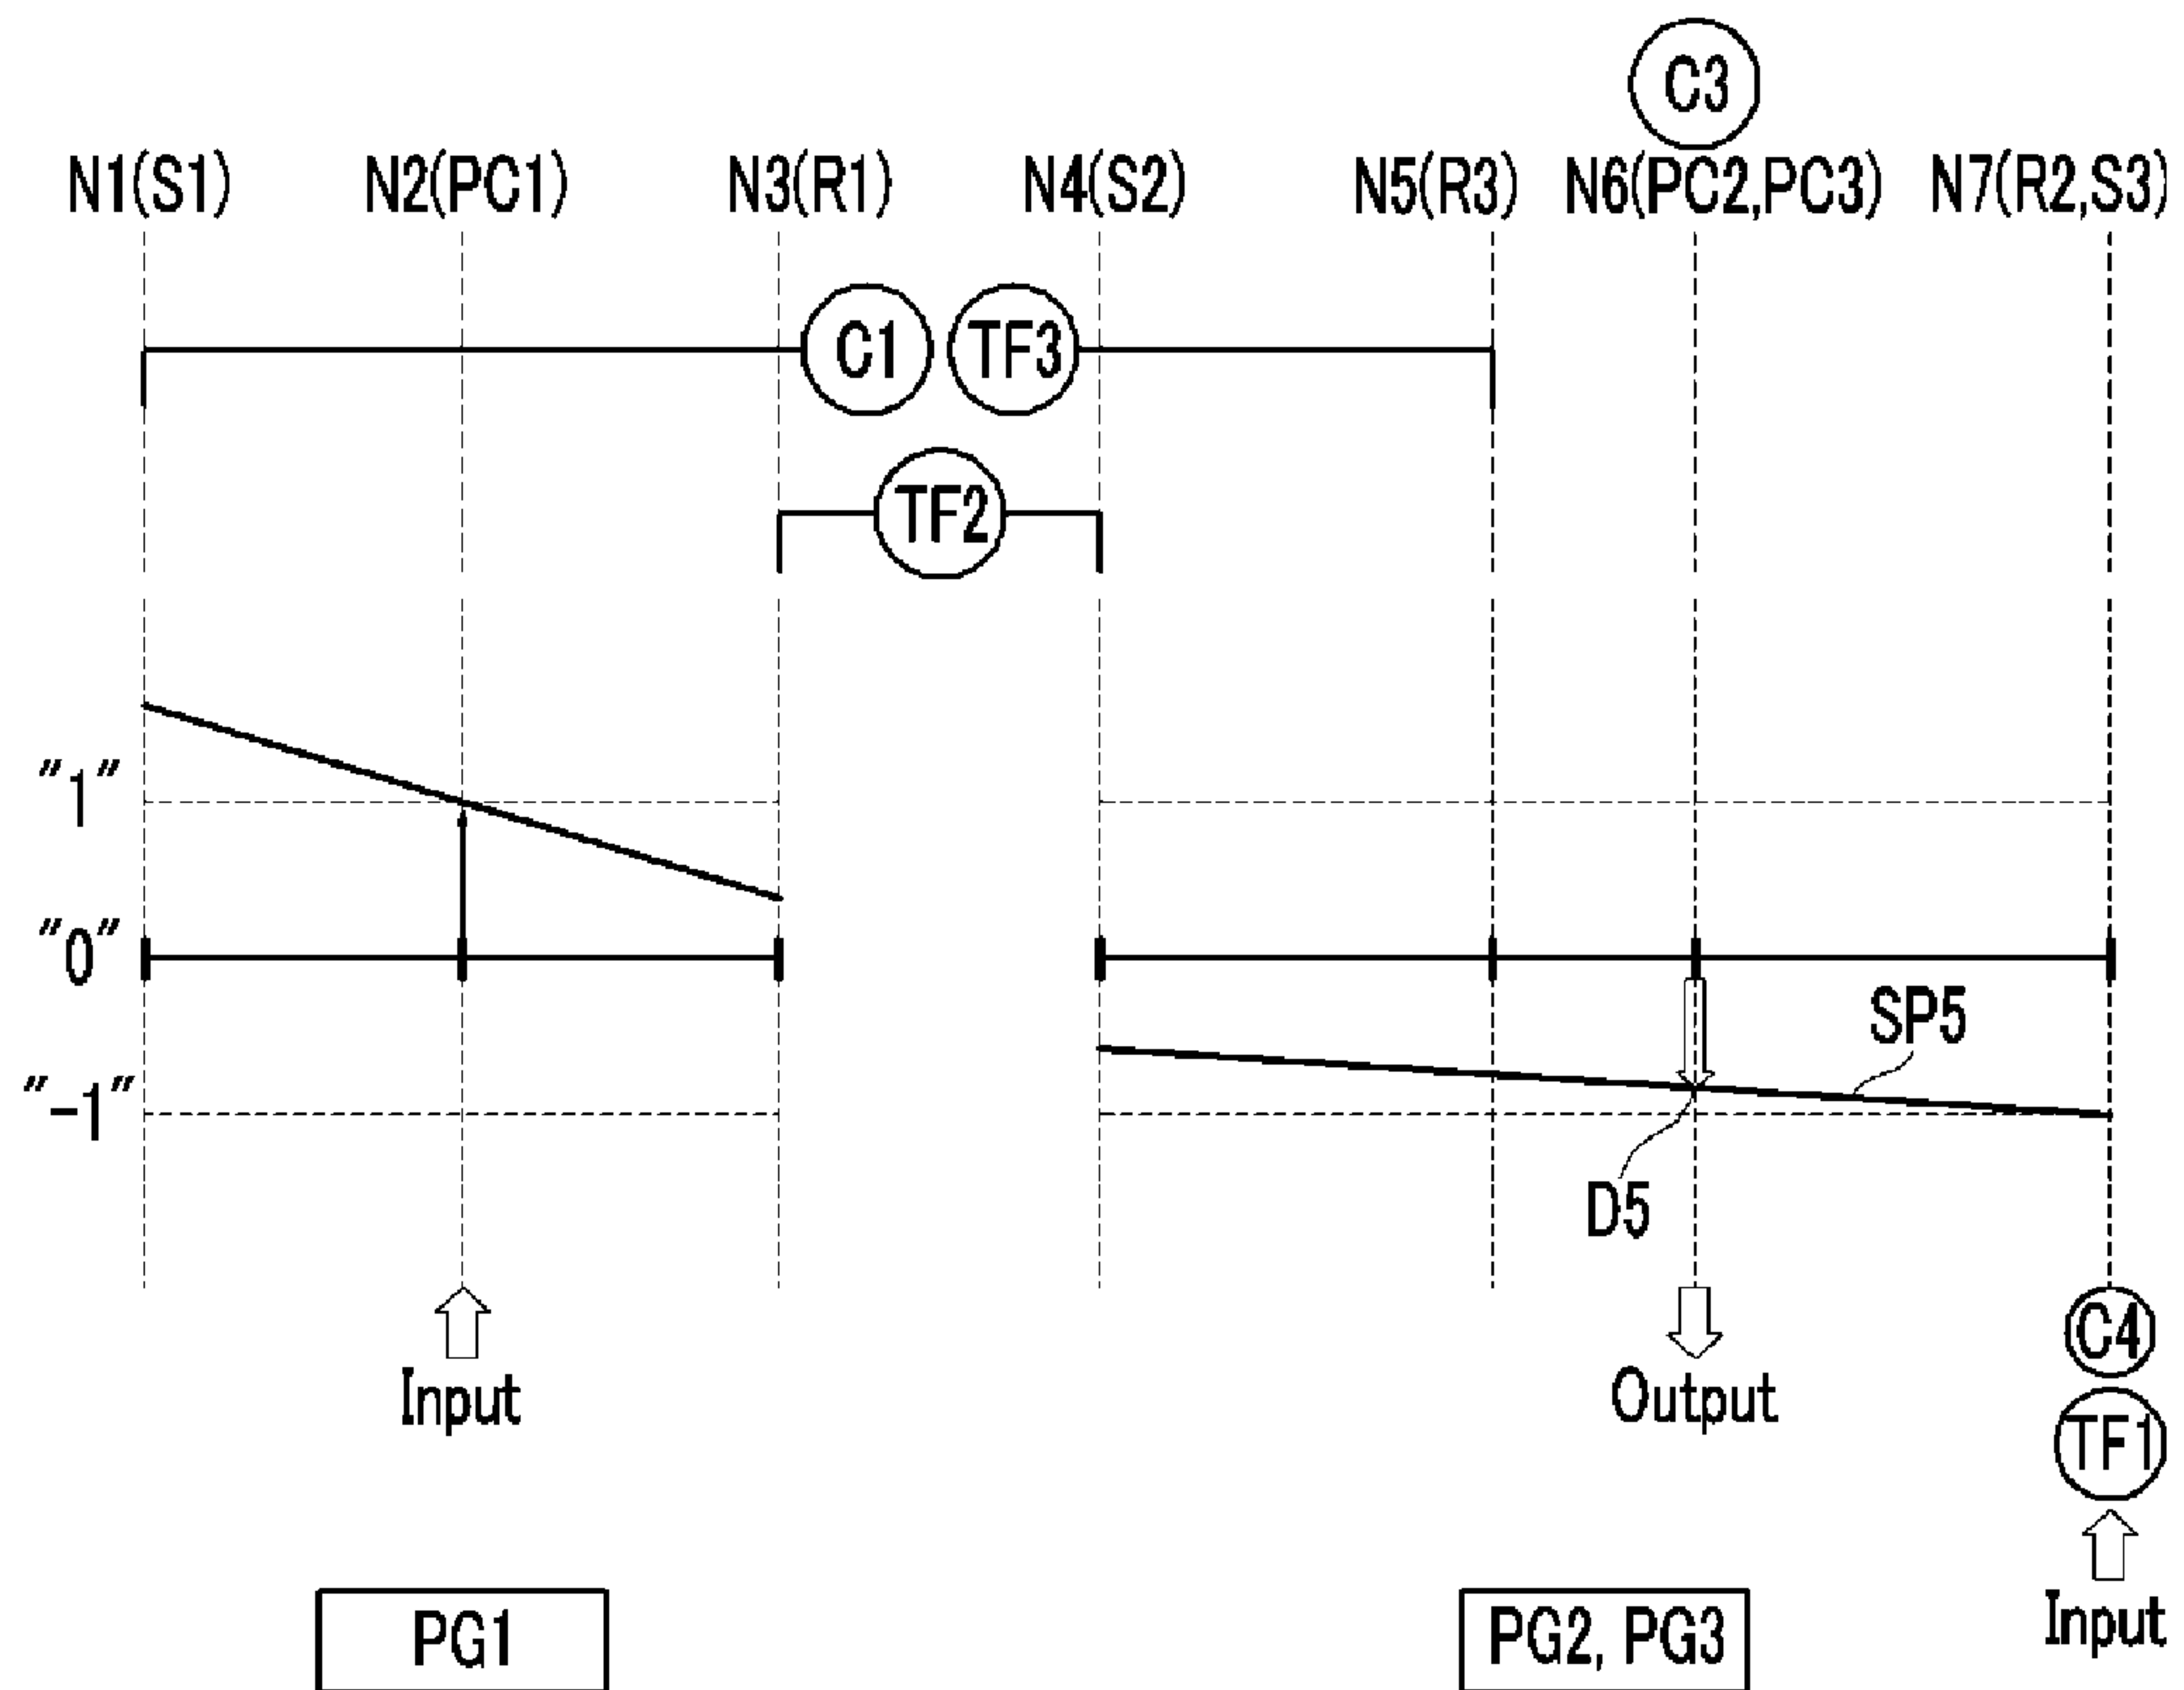 C3
N1(S1) N2(PC1) N3(R1) N4(S2) N5(R3) N6(PC2,PC3) N7(R2,S3)
C1 TF3
TF2
"1"
"0"
SP5
"-1"
D5
C4
Input Output
TF1
PG1 PG2, PG3 Input